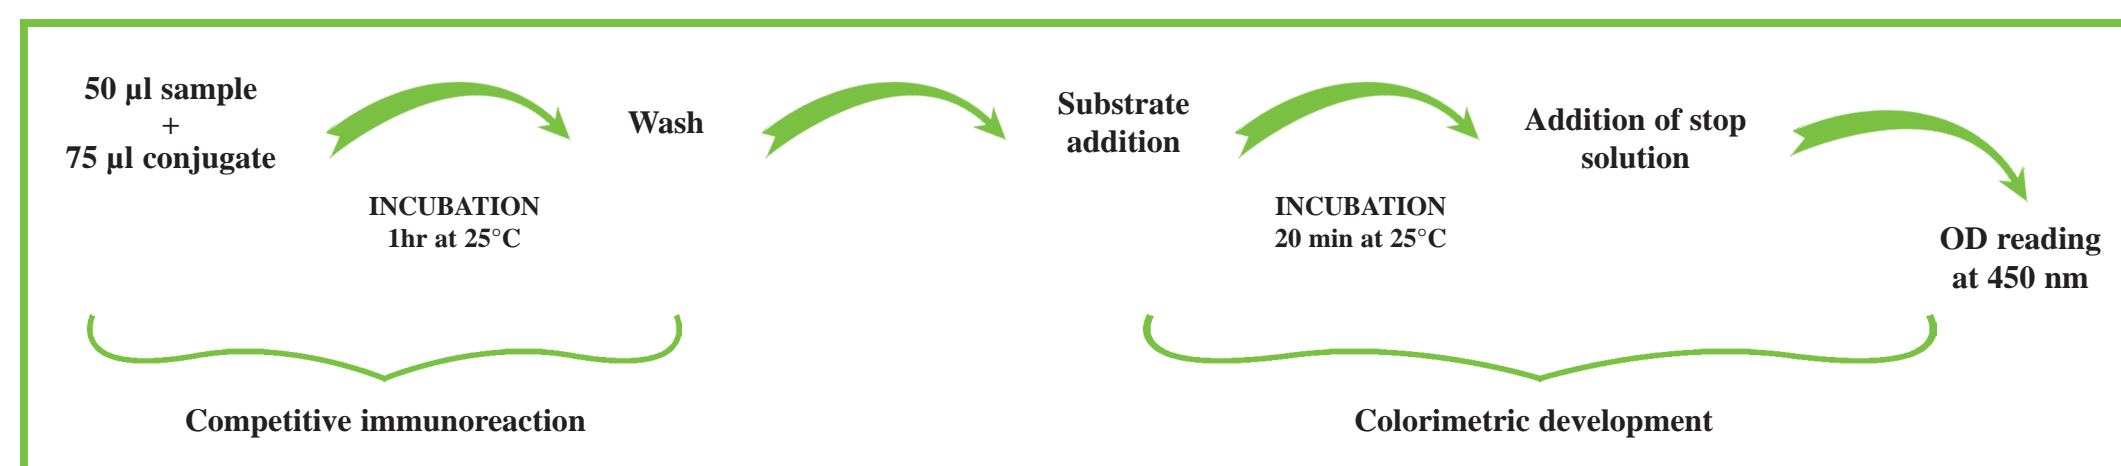 50 µl sample
+
75 µl conjugate
INCUBATION
1hr at 25°C
Wash
Substrate
addition
INCUBATION
20 min at 25°C
Addition of stop
solution
OD reading
at 450 nm
Competitive immunoreaction
Colorimetric development